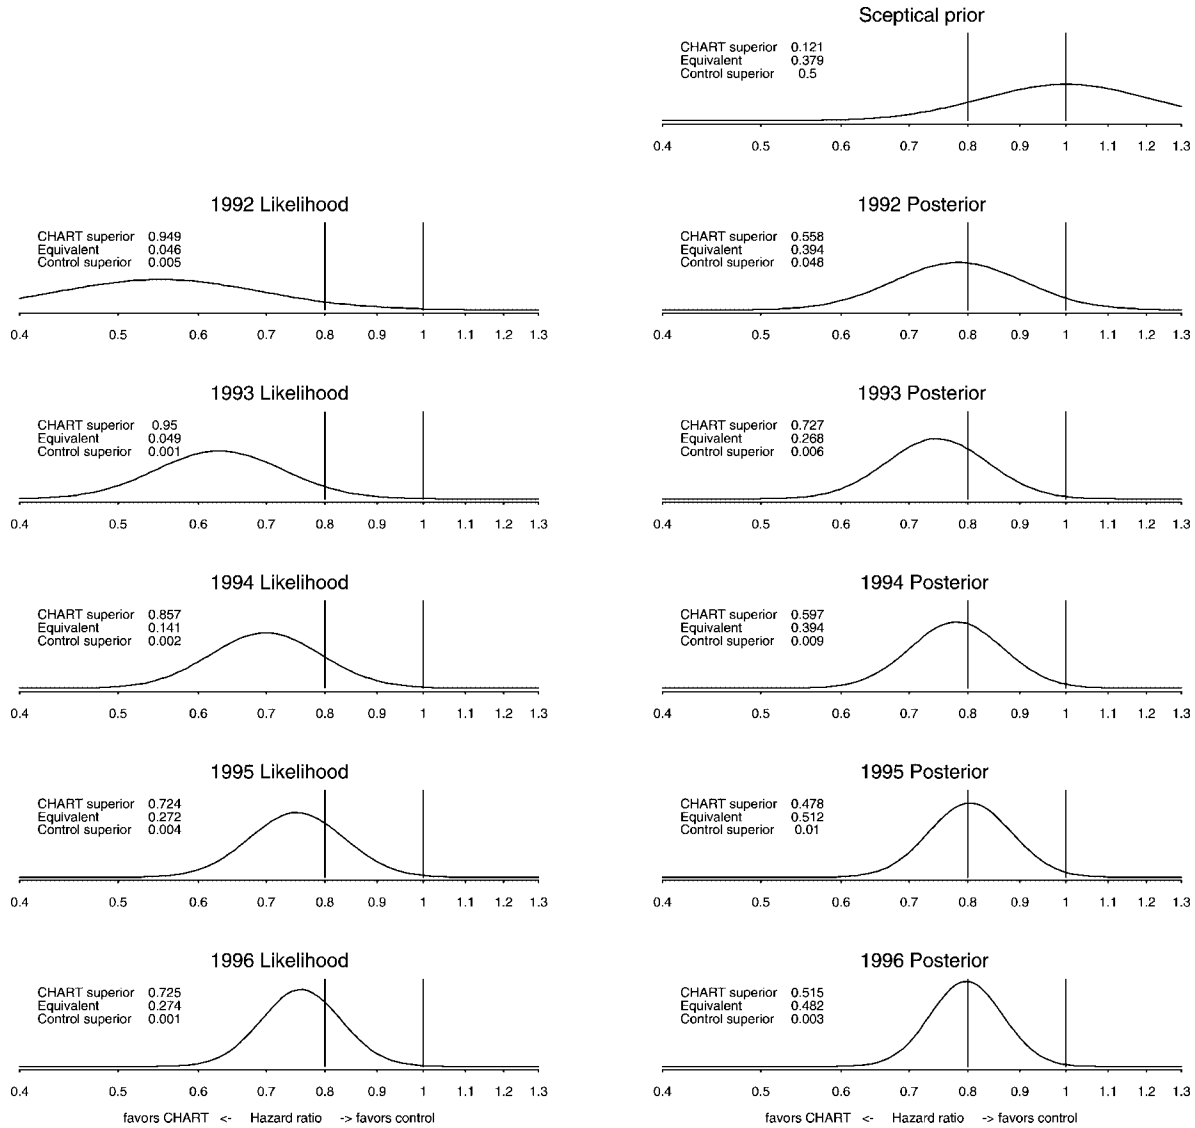 Sceptical prior
CHART superior 0.121
Equivalent 0.379
Control superior 0.5
0.4 0.5 0.6 0.7 0.8 0.9 1 1.1 1.2 1.3
1992 Likelihood
CHART superior 0.949
Equivalent 0.046
Control superior 0.005
0.4 0.5 0.6 0.7 0.8 0.9 1 1.1 1.2 1.3
1992 Posterior
CHART superior 0.558
Equivalent 0.394
Control superior 0.048
0.4 0.5 0.6 0.7 0.8 0.9 1 1.1 1.2 1.3
1993 Likelihood
CHART superior 0.95
Equivalent 0.049
Control superior 0.001
0.4 0.5 0.6 0.7 0.8 0.9 1 1.1 1.2 1.3
1993 Posterior
CHART superior 0.727
Equivalent 0.268
Control superior 0.006
0.4 0.5 0.6 0.7 0.8 0.9 1 1.1 1.2 1.3
1994 Likelihood
CHART superior 0.857
Equivalent 0.141
Control superior 0.002
0.4 0.5 0.6 0.7 0.8 0.9 1 1.1 1.2 1.3
1994 Posterior
CHART superior 0.597
Equivalent 0.394
Control superior 0.009
0.4 0.5 0.6 0.7 0.8 0.9 1 1.1 1.2 1.3
1995 Likelihood
CHART superior 0.724
Equivalent 0.272
Control superior 0.004
0.4 0.5 0.6 0.7 0.8 0.9 1 1.1 1.2 1.3
1995 Posterior
CHART superior 0.478
Equivalent 0.512
Control superior 0.01
0.4 0.5 0.6 0.7 0.8 0.9 1 1.1 1.2 1.3
1996 Likelihood
CHART superior 0.725
Equivalent 0.274
Control superior 0.001
0.4 0.5 0.6 0.7 0.8 0.9 1 1.1 1.2 1.3
favors CHART <- Hazard ratio -> favors control
1996 Posterior
CHART superior 0.515
Equivalent 0.482
Control superior 0.003
0.4 0.5 0.6 0.7 0.8 0.9 1 1.1 1.2 1.3
favors CHART <- Hazard ratio -> favors control